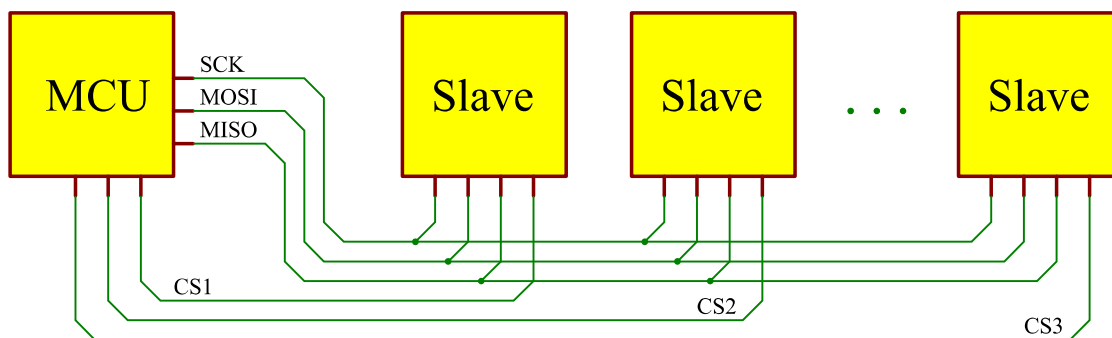 MCU
SCK
MOSI
MISO
Slave
Slave
. . .
Slave
CS1
CS2
CS3